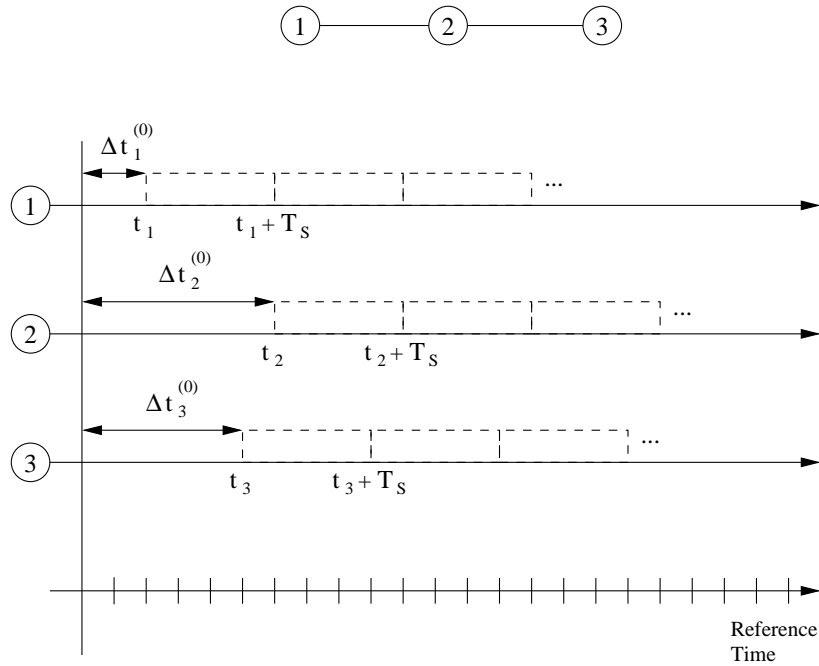 1 2 3
Δt₁⁽⁰⁾
1 ...
t₁ t₁ + Tₛ
Δt₂⁽⁰⁾
2 ...
t₂ t₂ + Tₛ
Δt₃⁽⁰⁾
3 ...
t₃ t₃ + Tₛ
Reference
Time